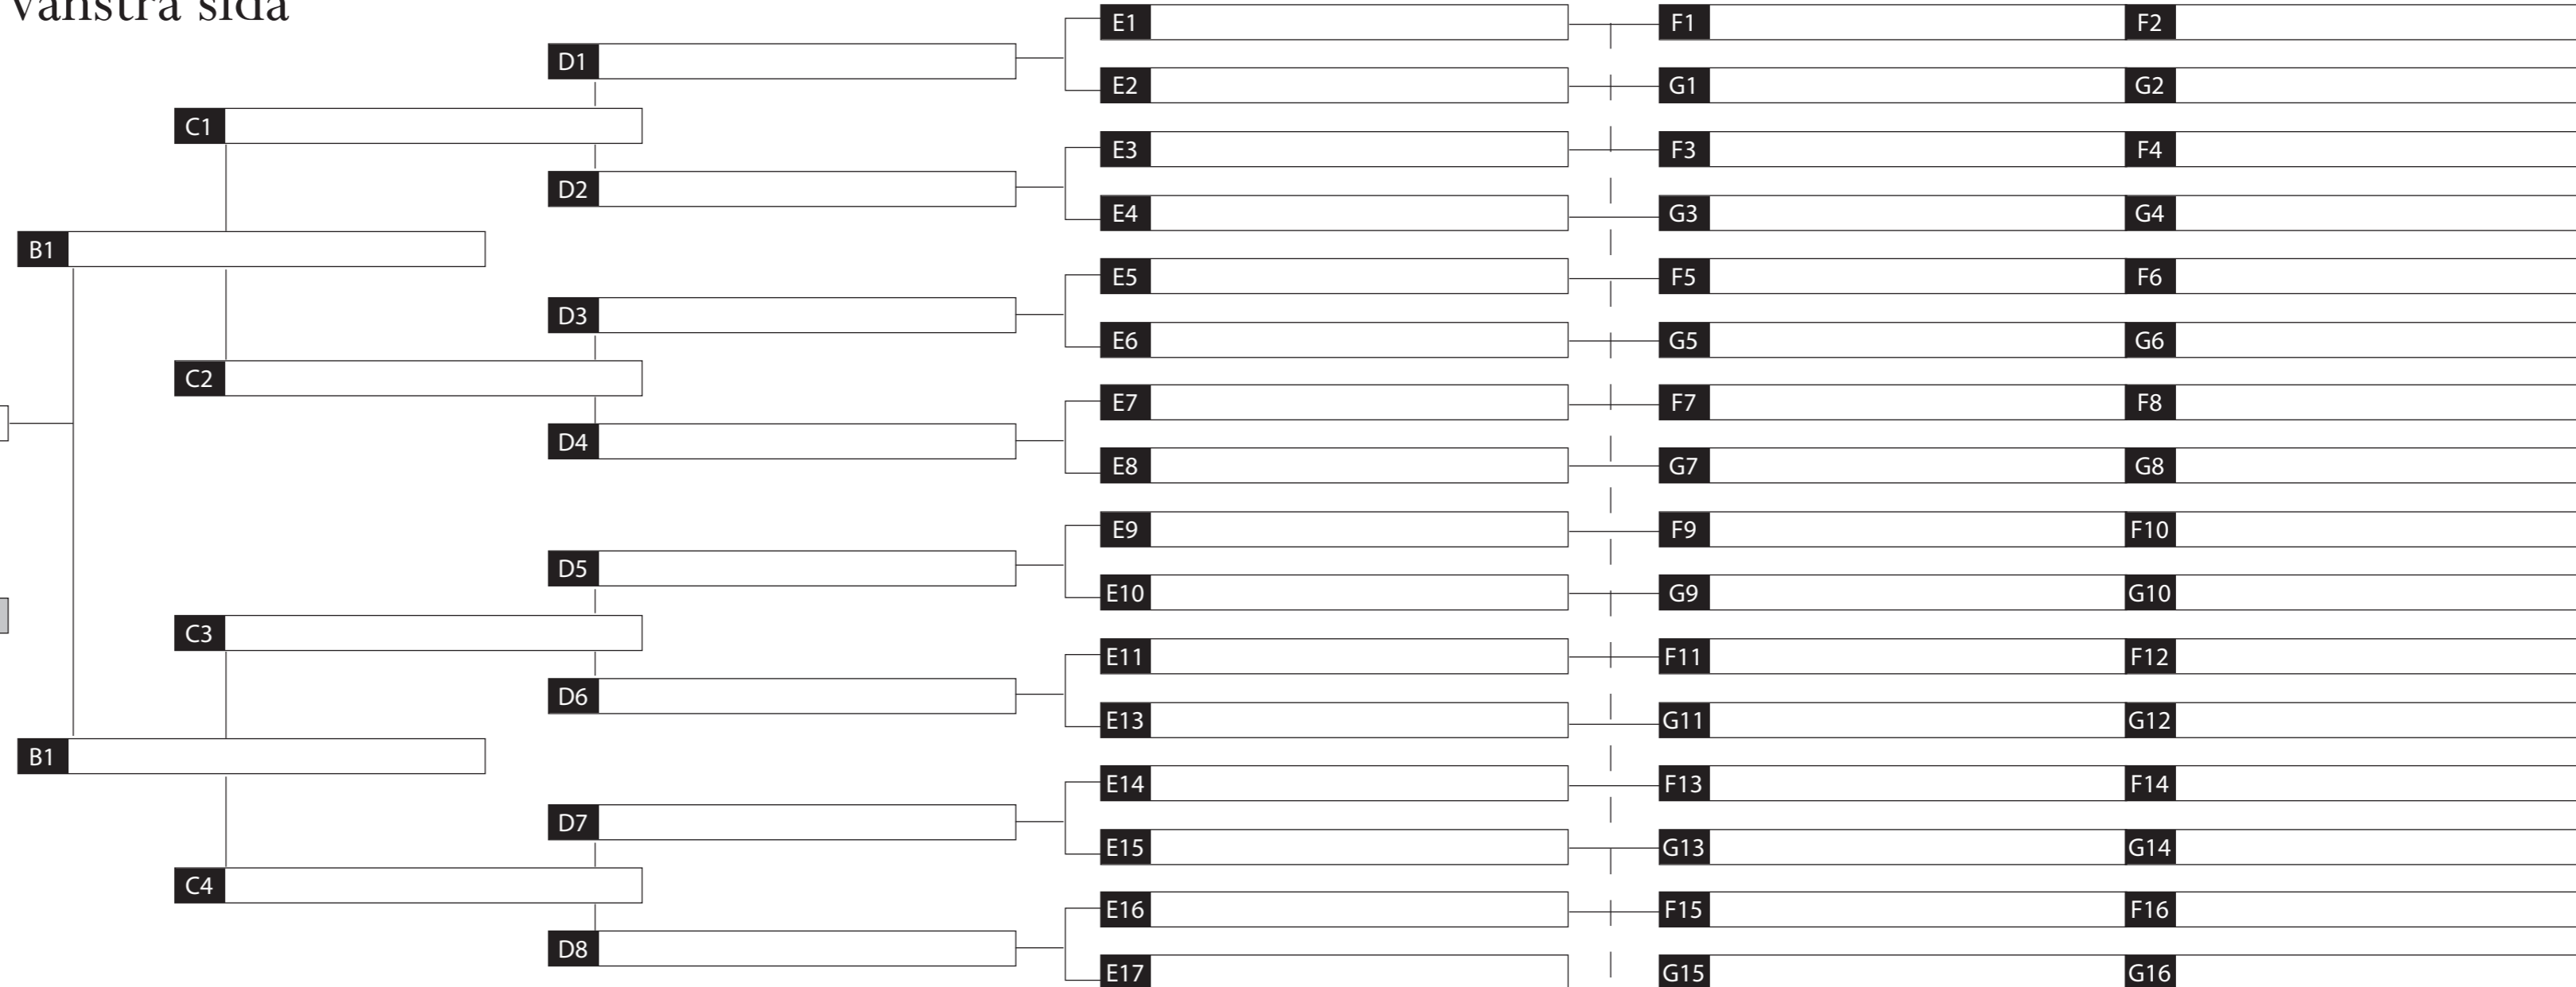 vänstra sida
E1 F1 F2
D1
E2 G1 G2
C1
E3 F3 F4
D2
E4 G3 G4
B1
E5 F5 F6
D3
E6 G5 G6
C2
E7 F7 F8
D4
E8 G7 G8
E9 F9 F10
D5
E10 G9 G10
C3
E11 F11 F12
D6
E13 G11 G12
B1
E14 F13 F14
D7
E15 G13 G14
C4
E16 F15 F16
D8
E17 G15 G16